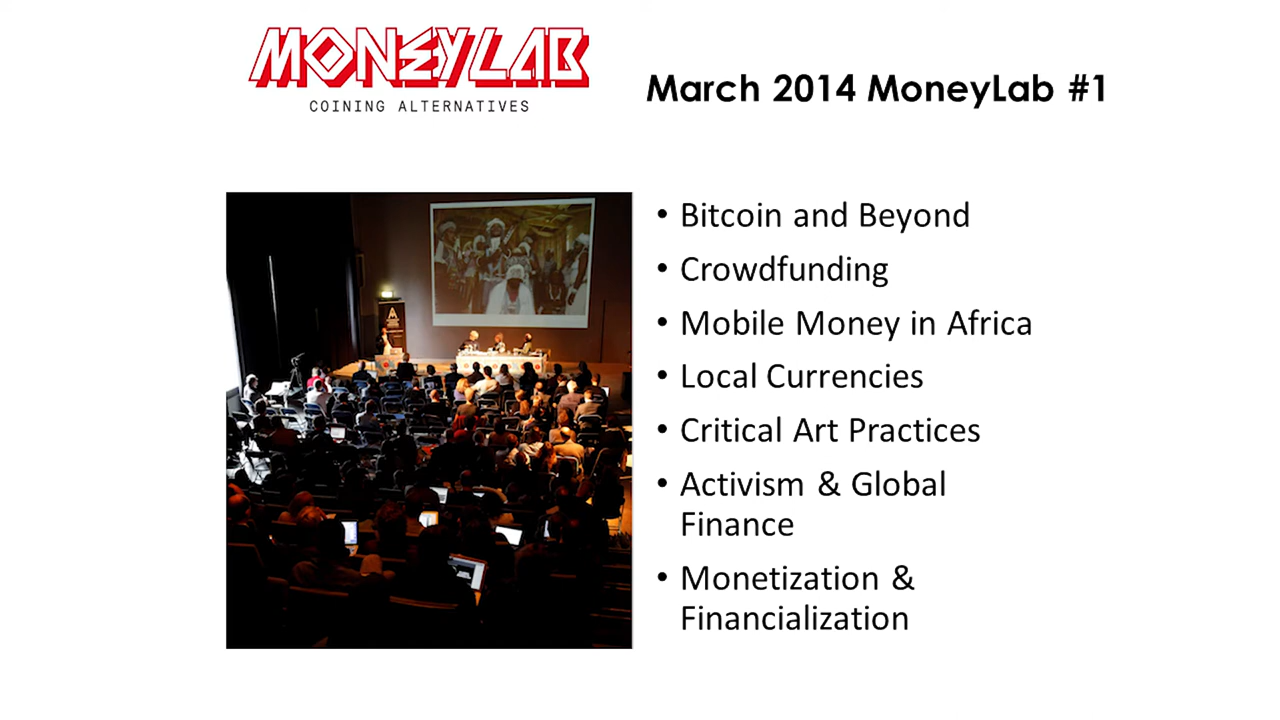 MONEYLAB
COINING ALTERNATIVES
March 2014 MoneyLab #1
• Bitcoin and Beyond
• Crowdfunding
• Mobile Money in Africa
• Local Currencies
• Critical Art Practices
• Activism & Global
Finance
• Monetization &
Financialization